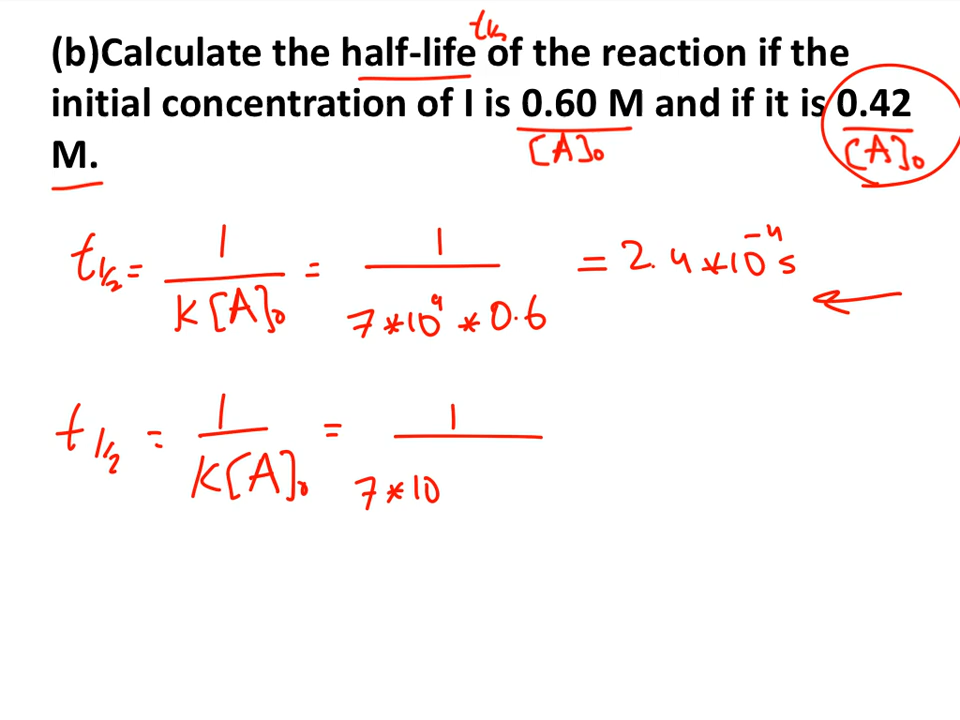 t½
(b)Calculate the half-life of the reaction if the
initial concentration of I is 0.60 M and if it is 0.42
M.
[A]₀ [A]₀
t½ = 1 / K[A]₀ = 1 / 7*10⁹ * 0.6 = 2.4*10⁻⁴ s
t½ = 1 / K[A]₀ = 1 / 7*10